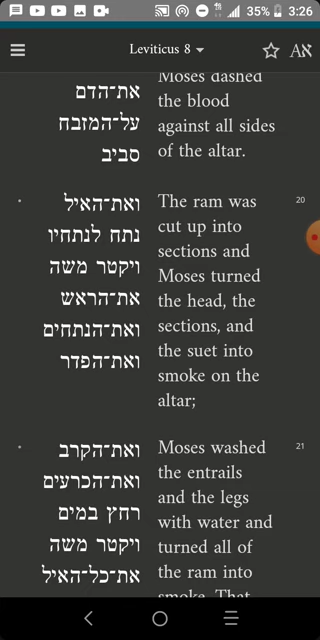 35% 3:26
Leviticus 8
את־הדם
על־המזבח
סביב
Moses dashed
the blood
against all sides
of the altar.
ואת־האיל
נתח לנתחיו
ויקטר משה
את־הראש
ואת־הנתחים
ואת־הפדר
The ram was
cut up into
sections and
Moses turned
the head, the
sections, and
the suet into
smoke on the
altar;
20
ואת־הקרב
ואת־הכרעים
רחץ במים
ויקטר משה
את־כל־האיל
Moses washed
the entrails
and the legs
with water and
turned all of
the ram into
smoke. That
21